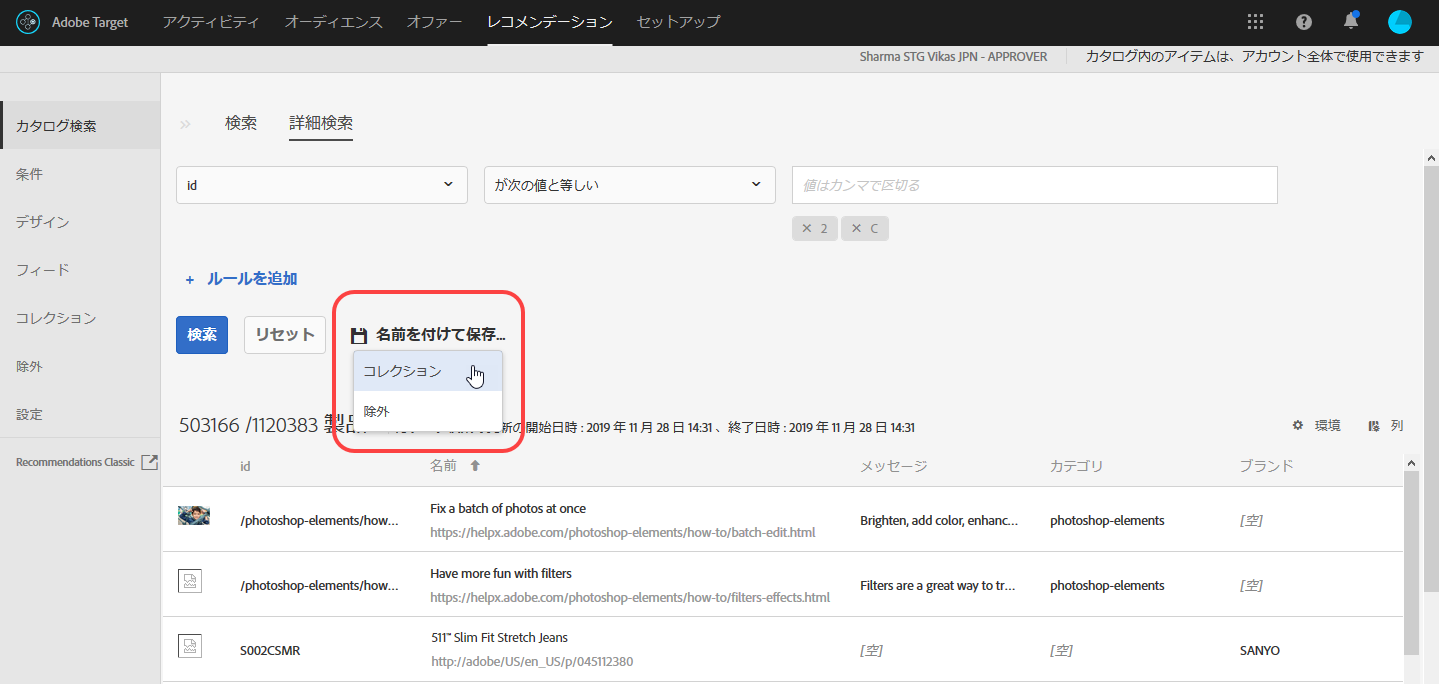 Adobe Target アクティビティ オーディエンス オファー レコメンデーション セットアップ
Sharma STG Vikas JPN - APPROVER カタログ内のアイテムは、アカウント全体で使用できます
カタログ検索
条件
デザイン
フィード
コレクション
除外
設定
Recommendations Classic
検索 詳細検索
id が次の値と等しい 値はカンマで区切る
2 C
+ ルールを追加
検索 リセット 名前を付けて保存...
コレクション
除外
503166 /1120383 製品 新の開始日時 : 2019 年 11 月 28 日 14:31 、終了日時 : 2019 年 11 月 28 日 14:31 環境 列
id 名前 メッセージ カテゴリ ブランド
/photoshop-elements/how... Fix a batch of photos at once Brighten, add color, enhanc... photoshop-elements [空]
https://helpx.adobe.com/photoshop-elements/how-to/batch-edit.html
/photoshop-elements/how... Have more fun with filters Filters are a great way to tr... photoshop-elements [空]
https://helpx.adobe.com/photoshop-elements/how-to/filters-effects.html
S002CSMR 511" Slim Fit Stretch Jeans [空] [空] SANYO
http://adobe/US/en_US/p/045112380